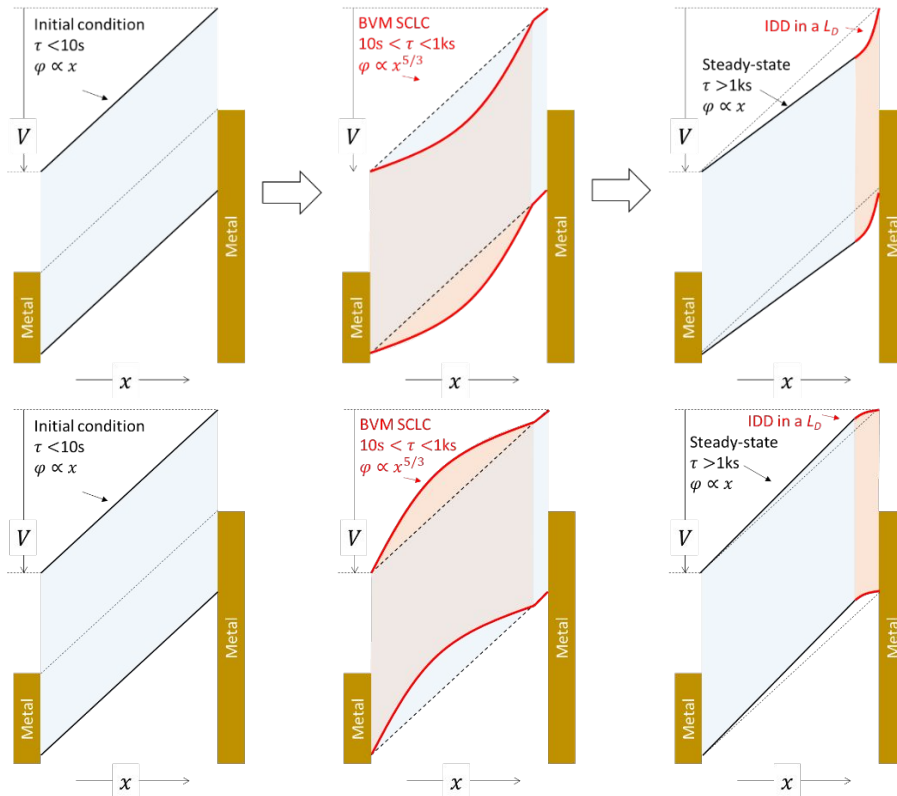 Initial condition
τ <10s
φ ∝ x
V
Metal
Metal
x
BVM SCLC
10s < τ <1ks
φ ∝ x^{5/3}
V
Metal
Metal
x
IDD in a L_D
Steady-state
τ >1ks
φ ∝ x
V
Metal
Metal
x
Initial condition
τ <10s
φ ∝ x
V
Metal
Metal
x
BVM SCLC
10s < τ <1ks
φ ∝ x^{5/3}
V
Metal
Metal
x
IDD in a L_D
Steady-state
τ >1ks
φ ∝ x
V
Metal
Metal
x